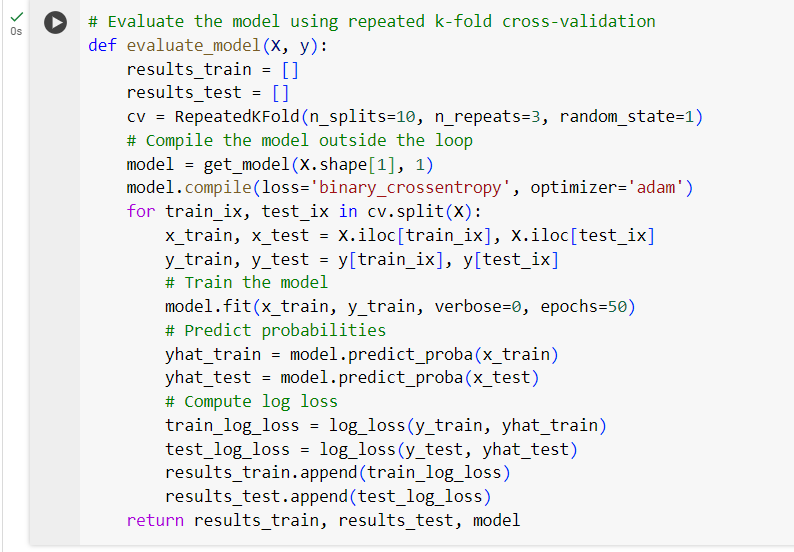 0s
# Evaluate the model using repeated k-fold cross-validation
def evaluate_model(X, y):
    results_train = []
    results_test = []
    cv = RepeatedKFold(n_splits=10, n_repeats=3, random_state=1)
    # Compile the model outside the loop
    model = get_model(X.shape[1], 1)
    model.compile(loss='binary_crossentropy', optimizer='adam')
    for train_ix, test_ix in cv.split(X):
        x_train, x_test = X.iloc[train_ix], X.iloc[test_ix]
        y_train, y_test = y[train_ix], y[test_ix]
        # Train the model
        model.fit(x_train, y_train, verbose=0, epochs=50)
        # Predict probabilities
        yhat_train = model.predict_proba(x_train)
        yhat_test = model.predict_proba(x_test)
        # Compute log loss
        train_log_loss = log_loss(y_train, yhat_train)
        test_log_loss = log_loss(y_test, yhat_test)
        results_train.append(train_log_loss)
        results_test.append(test_log_loss)
    return results_train, results_test, model